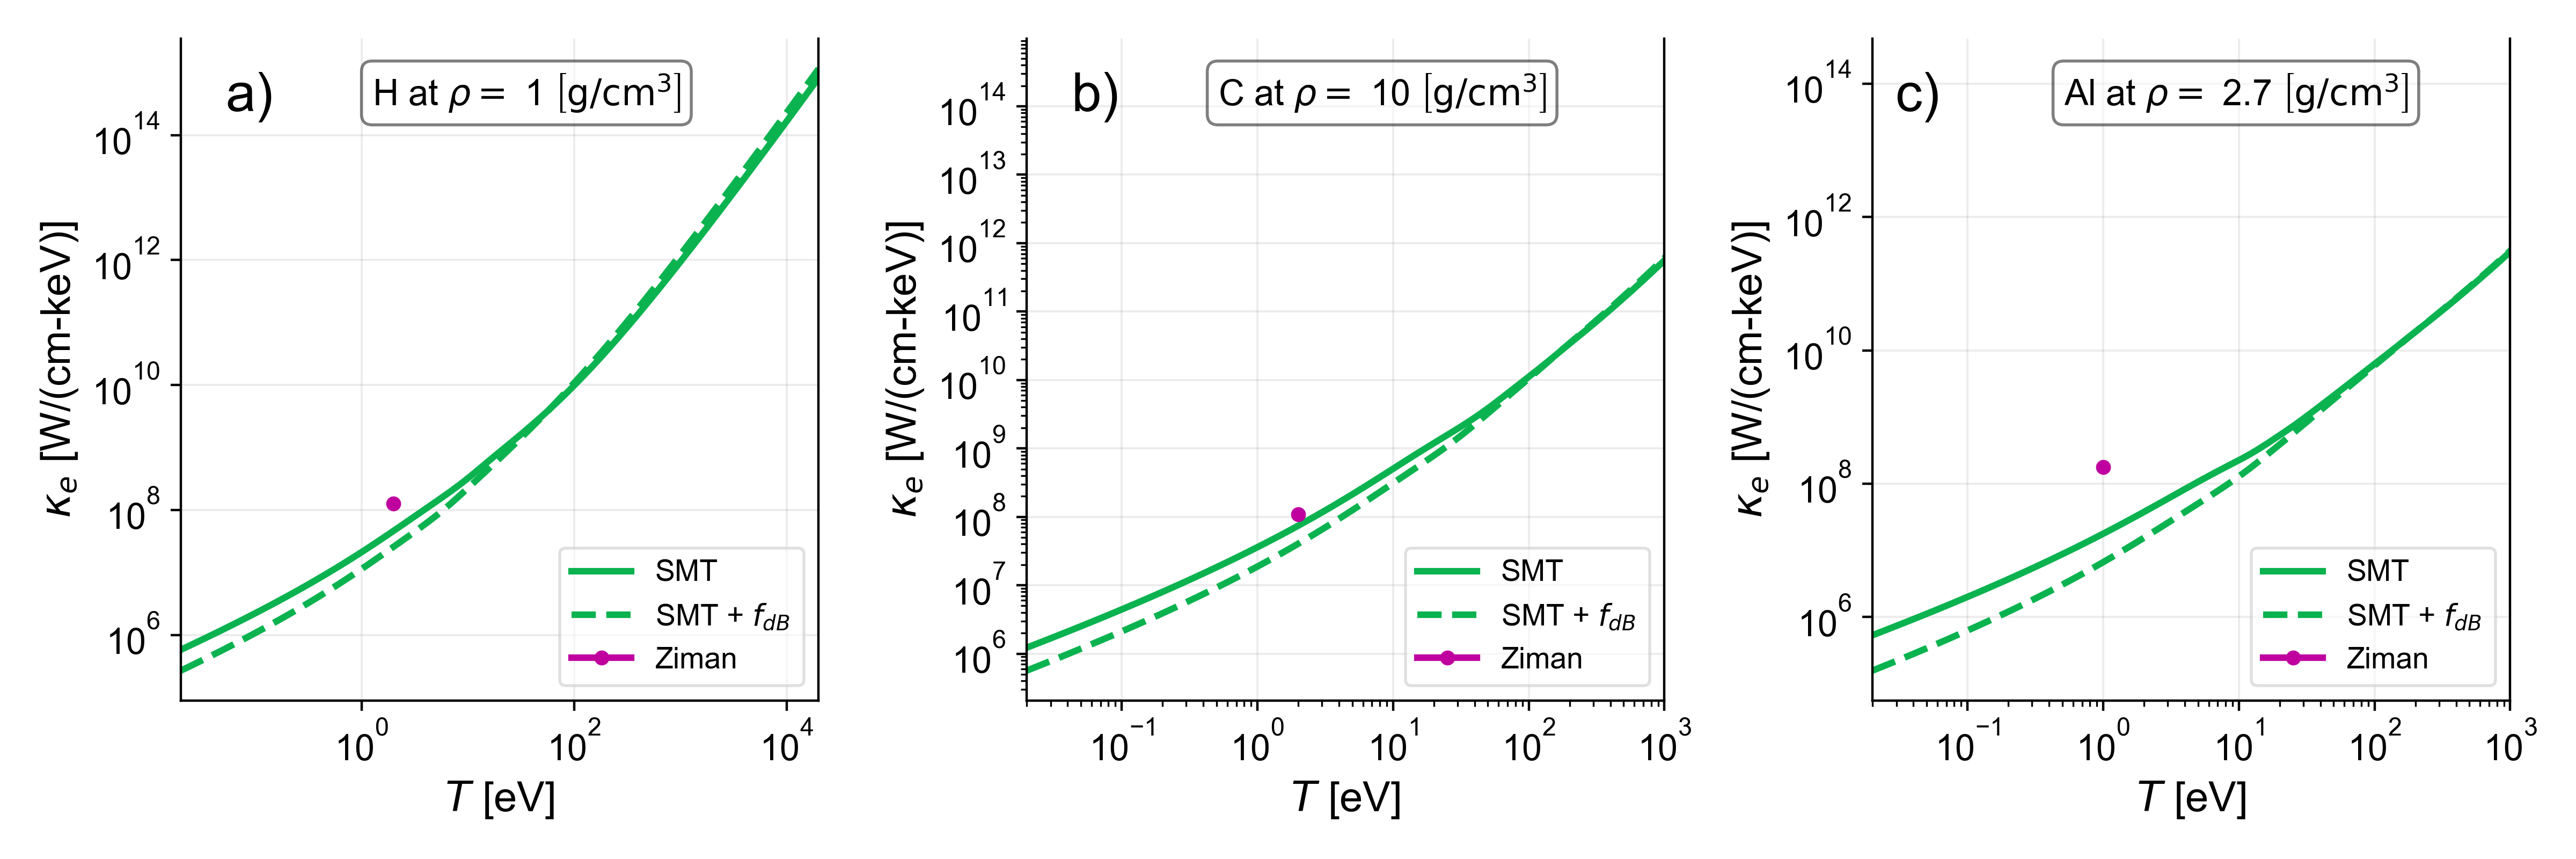 a)
H at ρ = 1 [g/cm³]
κₑ [W/(cm-keV)]
10¹⁴
10¹²
10¹⁰
10⁸
10⁶
SMT
SMT + f_dB
Ziman
10⁰ 10² 10⁴
T [eV]
b)
C at ρ = 10 [g/cm³]
κₑ [W/(cm-keV)]
10¹⁴
10¹³
10¹²
10¹¹
10¹⁰
10⁹
10⁸
10⁷
10⁶
SMT
SMT + f_dB
Ziman
10⁻¹ 10⁰ 10¹ 10² 10³
T [eV]
c)
Al at ρ = 2.7 [g/cm³]
κₑ [W/(cm-keV)]
10¹⁴
10¹²
10¹⁰
10⁸
10⁶
SMT
SMT + f_dB
Ziman
10⁻¹ 10⁰ 10¹ 10² 10³
T [eV]